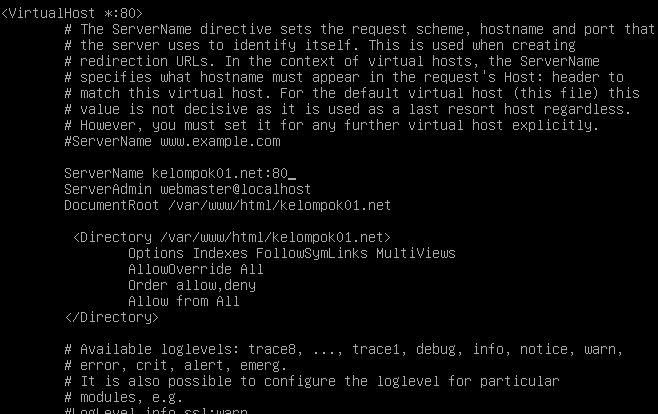 <VirtualHost *:80>
# The ServerName directive sets the request scheme, hostname and port that
# the server uses to identify itself. This is used when creating
# redirection URLs. In the context of virtual hosts, the ServerName
# specifies what hostname must appear in the request's Host: header to
# match this virtual host. For the default virtual host (this file) this
# value is not decisive as it is used as a last resort host regardless.
# However, you must set it for any further virtual host explicitly.
#ServerName www.example.com
ServerName kelompok01.net:80_
ServerAdmin webmaster@localhost
DocumentRoot /var/www/html/kelompok01.net
<Directory /var/www/html/kelompok01.net>
Options Indexes FollowSymLinks MultiViews
AllowOverride All
Order allow,deny
Allow from All
</Directory>
# Available loglevels: trace8, ..., trace1, debug, info, notice, warn,
# error, crit, alert, emerg.
# It is also possible to configure the loglevel for particular
# modules, e.g.
#LogLevel info ssl:warn